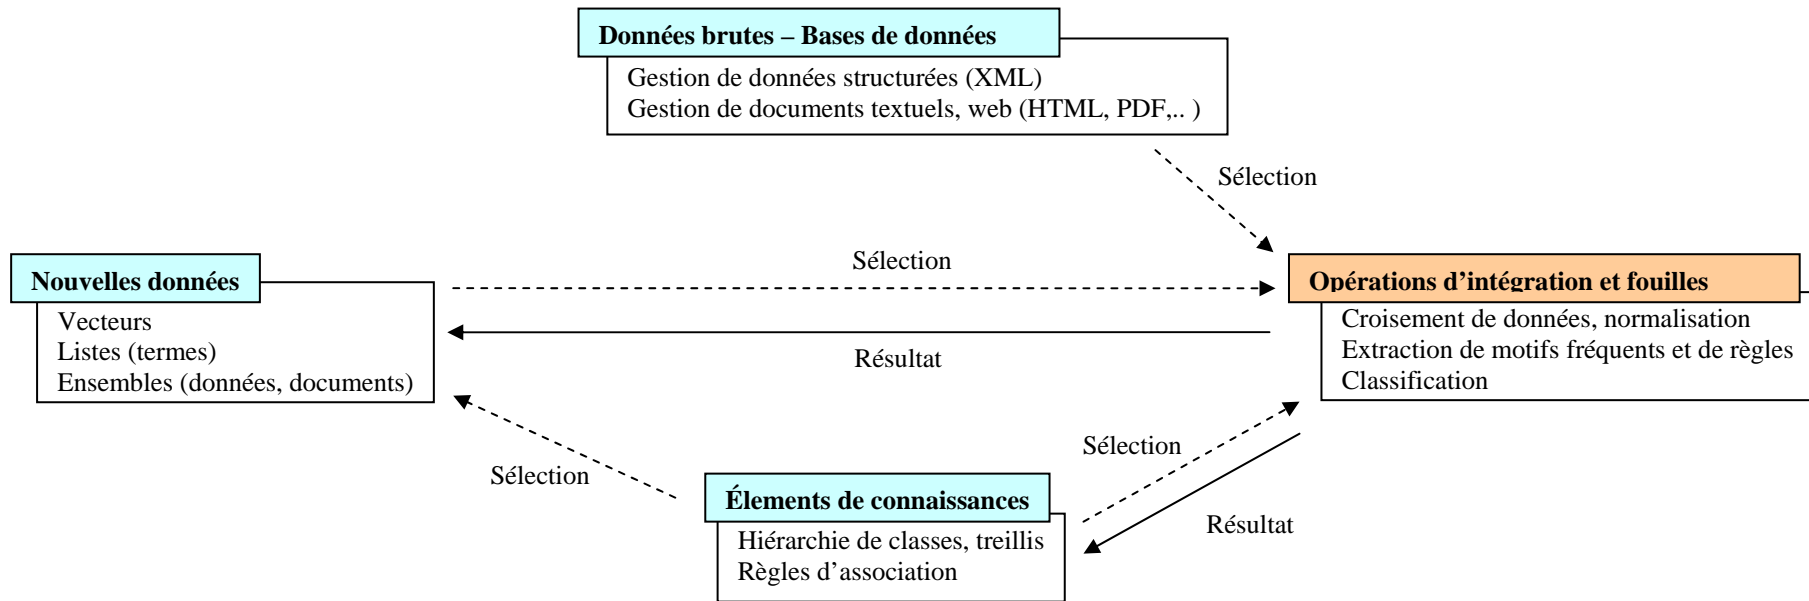 Données brutes – Bases de données
Gestion de données structurées (XML)
Gestion de documents textuels, web (HTML, PDF,.. )
Sélection
Sélection
Nouvelles données
Vecteurs
Listes (termes)
Ensembles (données, documents)
Opérations d’intégration et fouilles
Croisement de données, normalisation
Extraction de motifs fréquents et de règles
Classification
Résultat
Sélection
Sélection
Élements de connaissances
Hiérarchie de classes, treillis
Règles d’association
Résultat